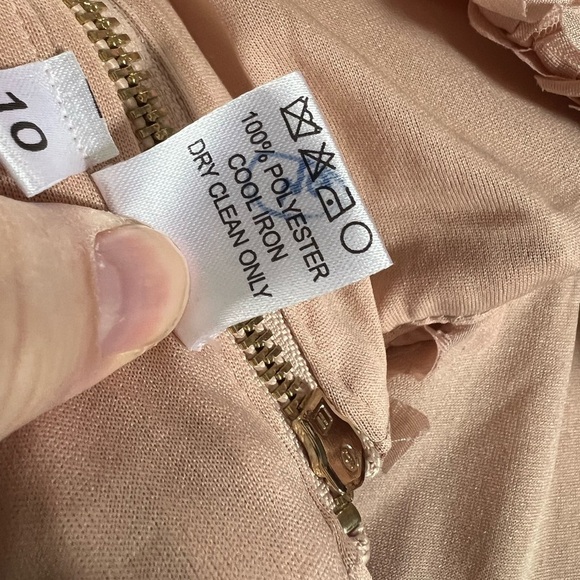 10
100% POLYESTER
COOL IRON
DRY CLEAN ONLY